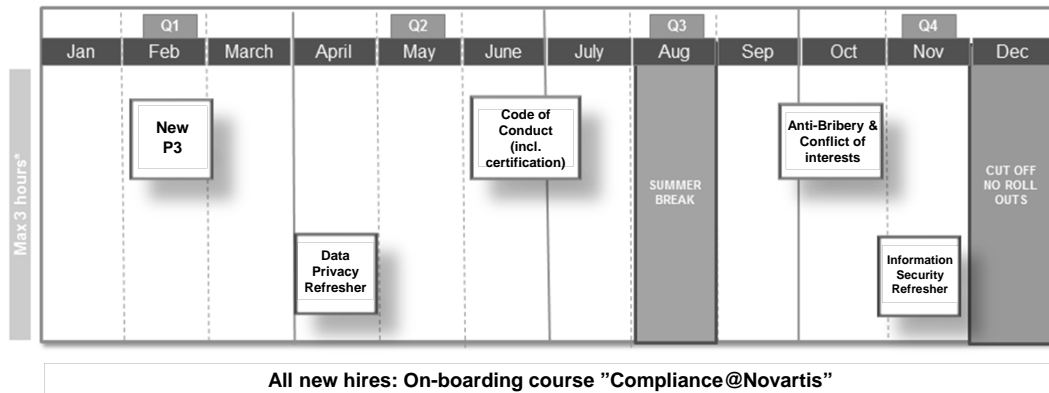 Q1 Q2 Q3 Q4
Jan Feb March April May June July Aug Sep Oct Nov Dec
Max 3 hours*
New
P3
Code of
Conduct
(incl.
certification)
Anti-Bribery &
Conflict of
interests
SUMMER
BREAK
CUT OFF
NO ROLL
OUTS
Data
Privacy
Refresher
Information
Security
Refresher
All new hires: On-boarding course ”Compliance@Novartis”